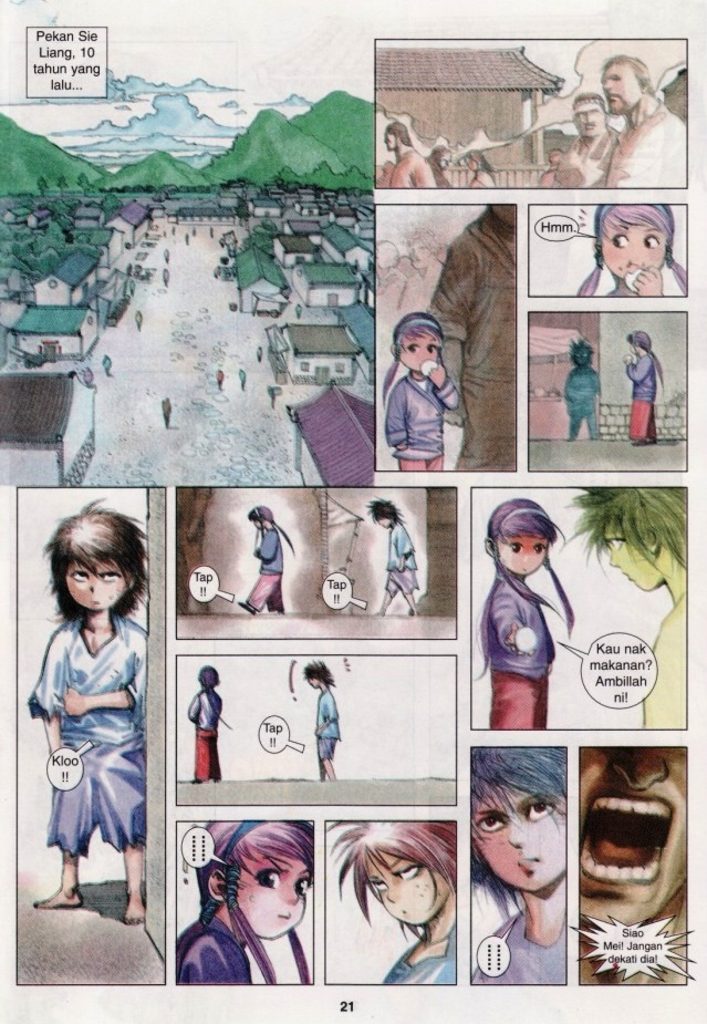 Pekan Sie
Liang, 10
tahun yang
lalu...
Hmm.
Kloo
!!
Tap
!!
Tap
!!
Tap
!!
Kau nak
makanan?
Ambillah
ni!
Siao
Mei! Jangan
dekati dia!
21